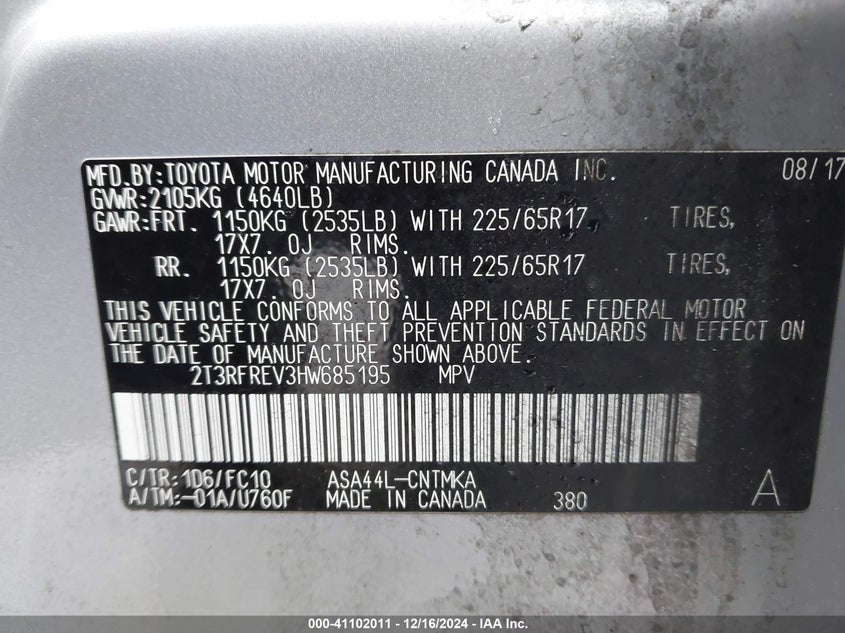 MFD.BY:TOYOTA MOTOR MANUFACTURING CANADA INC. 08/17
GVWR:2105KG (4640LB)
GAWR:FRT. 1150KG (2535LB) WITH 225/65R17 TIRES,
17X7.0J RIMS.
RR. 1150KG (2535LB) WITH 225/65R17 TIRES,
17X7.0J RIMS.
THIS VEHICLE CONFORMS TO ALL APPLICABLE FEDERAL MOTOR
VEHICLE SAFETY AND THEFT PREVENTION STANDARDS IN EFFECT ON
THE DATE OF MANUFACTURE SHOWN ABOVE.
2T3RFREV3HW685195 MPV
C/TR:1D6/FC10 ASA44L-CNTMKA
A/TM:-01A/U760F MADE IN CANADA 380 A
000-41102011 - 12/16/2024 - IAA Inc.